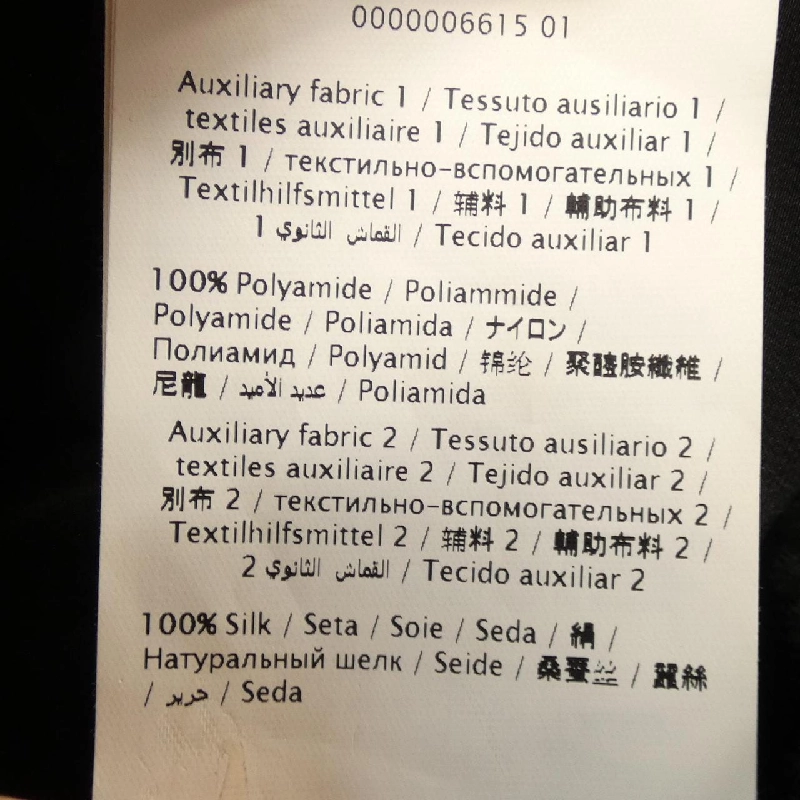 0000006615 01
Auxiliary fabric 1 / Tessuto ausiliario 1 /
textiles auxiliaire 1 / Tejido auxiliar 1 /
別布 1 / текстильно-вспомогательных 1 /
Textilhilfsmittel 1 / 辅料 1 / 輔助布料 1 /
القماش الثانوي 1 / Tecido auxiliar 1
100% Polyamide / Poliammide /
Polyamide / Poliamida / ナイロン /
Полиамид / Polyamid / 锦纶 / 聚醯胺纖維 /
尼龍 / عديد الأميد / Poliamida
Auxiliary fabric 2 / Tessuto ausiliario 2 /
textiles auxiliaire 2 / Tejido auxiliar 2 /
別布 2 / текстильно-вспомогательных 2 /
Textilhilfsmittel 2 / 辅料 2 / 輔助布料 2 /
القماش الثانوي 2 / Tecido auxiliar 2
100% Silk / Seta / Soie / Seda / 絹 /
Натуральный шелк / Seide / 桑蚕丝 / 蠶絲
/ حرير / Seda